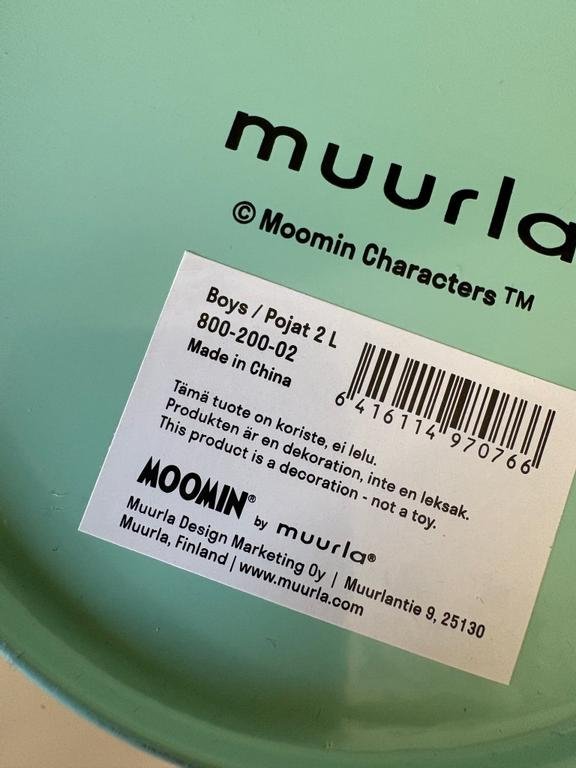 muurla
© Moomin Characters ™
Boys / Pojat 2 L
800-200-02
Made in China
6 416114 970766
Tämä tuote on koriste, ei lelu.
Produkten är en dekoration, inte en leksak.
This product is a decoration - not a toy.
MOOMIN® by muurla®
Muurla Design Marketing Oy | Muurlantie 9, 25130
Muurla, Finland | www.muurla.com